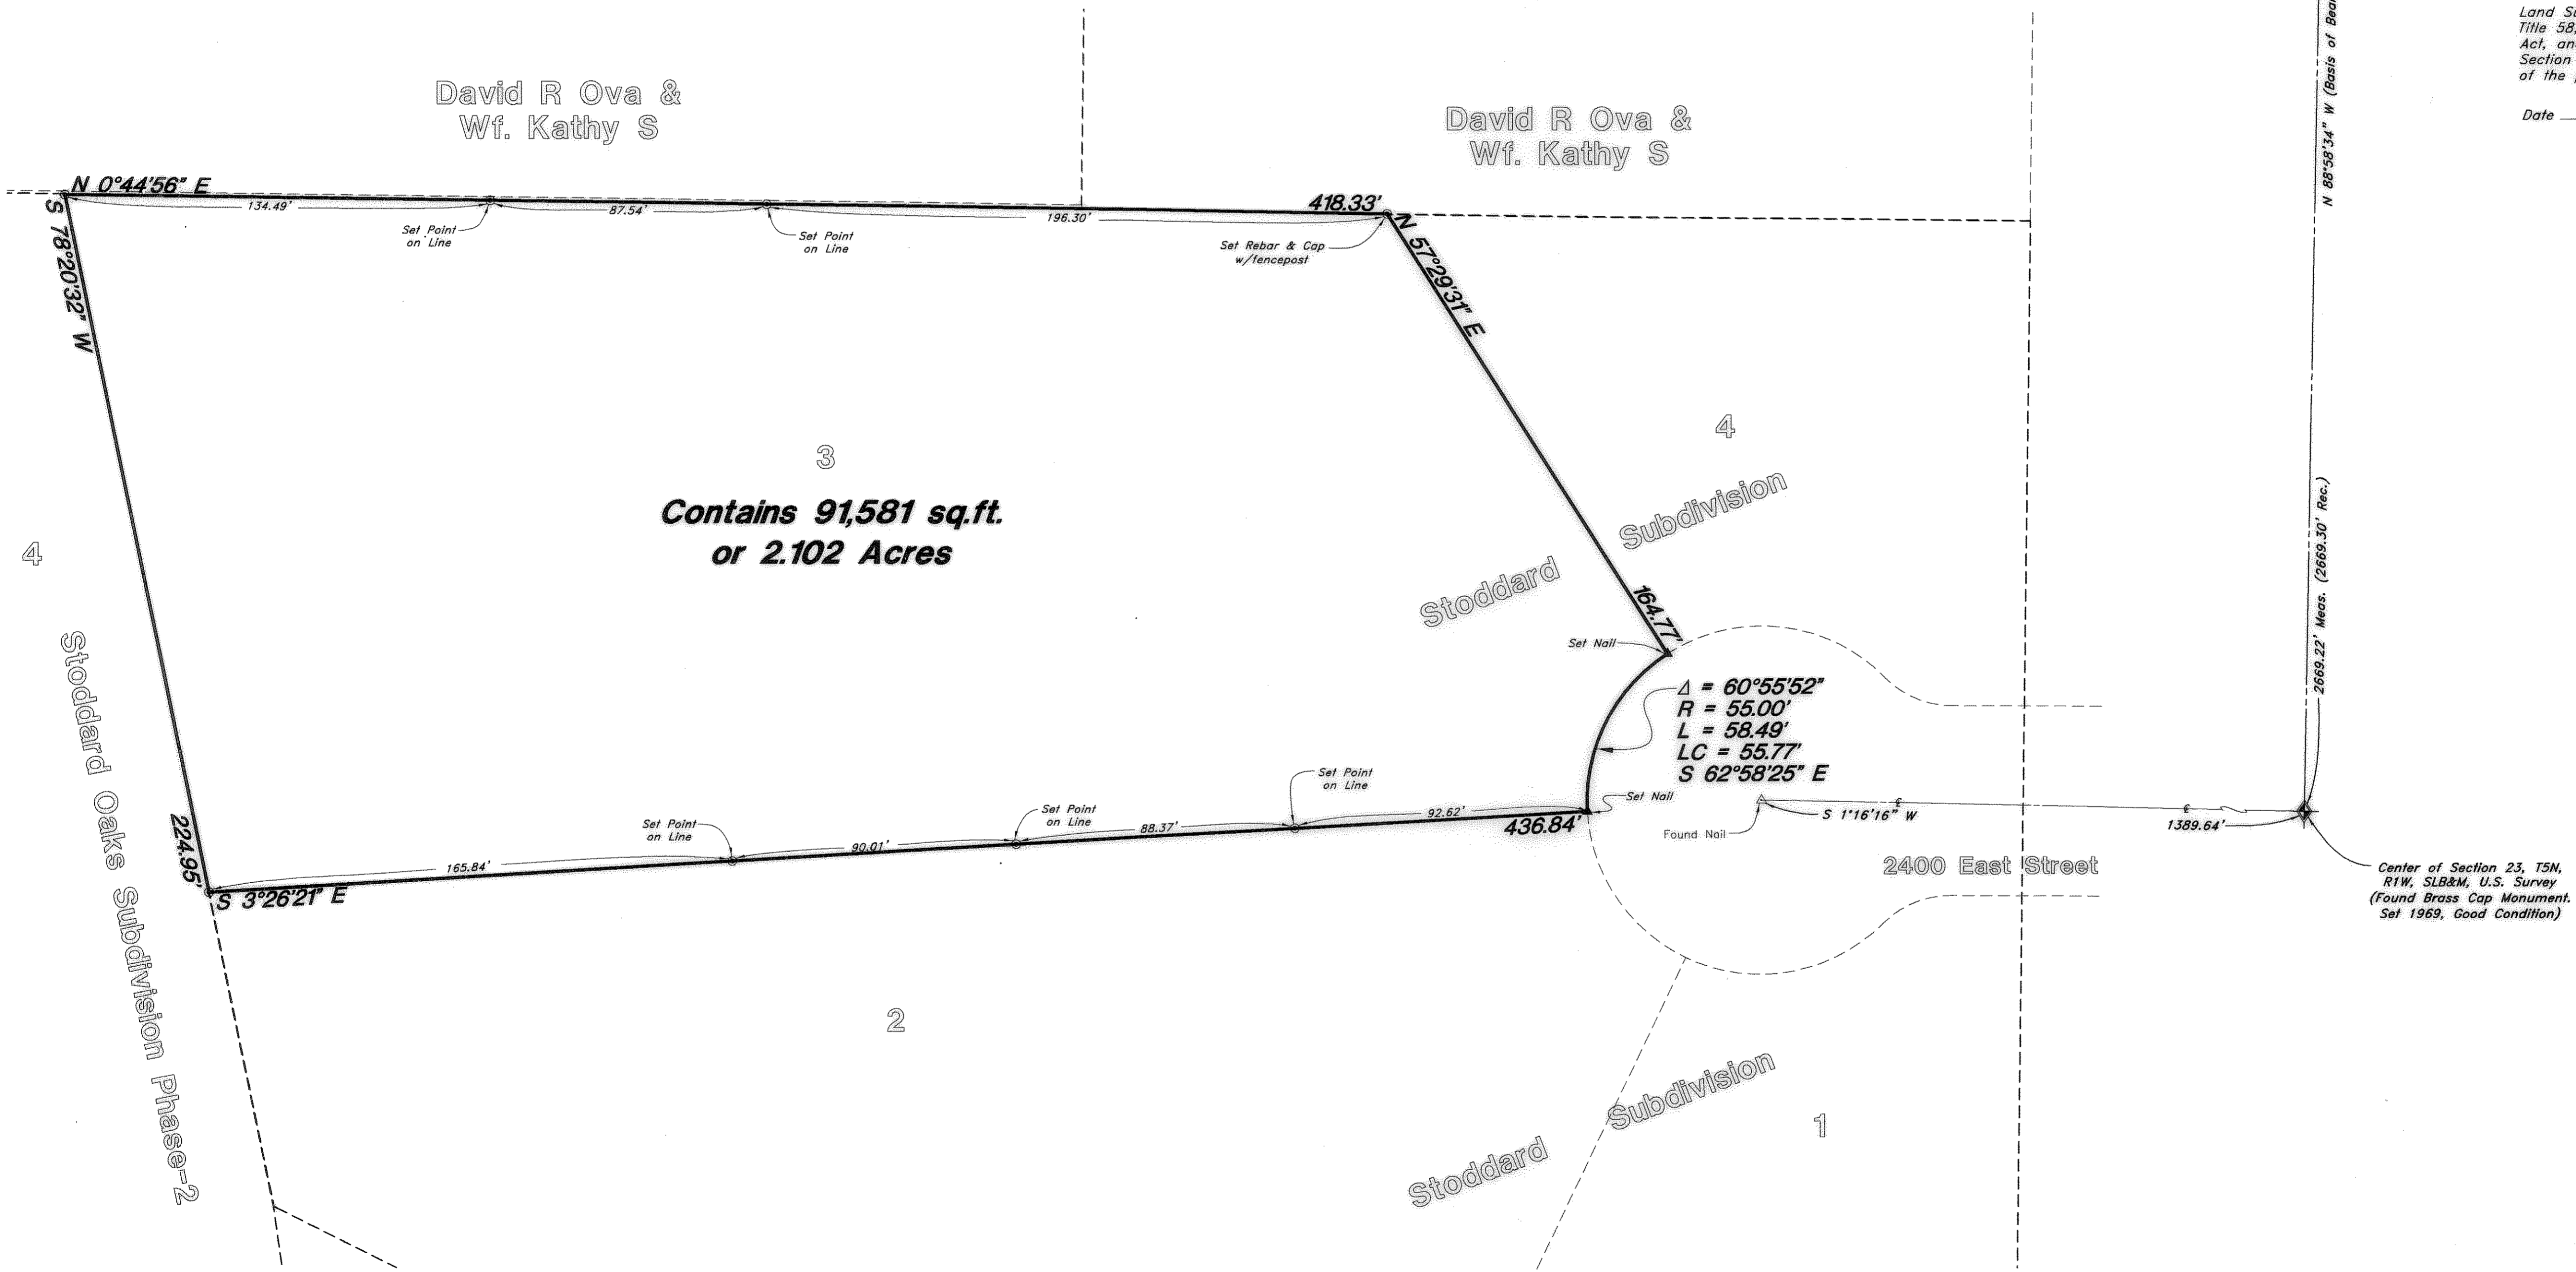 David R Ova &
Wf. Kathy S
David R Ova &
Wf. Kathy S
Land
Title 58,
Act,
Section
of the
Date
N 88°58'34" W (Basis of
2669.22' Meas. (2669.30' Rec.)
N 0°44'56" E
134.49'
87.54'
196.30'
418.33'
Set Point
on Line
Set Point
on Line
Set Rebar & Cap
w/fencepost
S 78°20'32" W
224.95'
N 57°29'31" E
164.77'
3
Contains 91,581 sq.ft.
or 2.102 Acres
4
Stoddard Subdivision
4
Stoddard Oaks Subdivision Phase-2
Set Nail
Δ = 60°55'52"
R = 55.00'
L = 58.49'
LC = 55.77'
S 62°58'25" E
Set Point
on Line
Set Point
on Line
Set Point
on Line
165.84'
90.01'
88.37'
92.62'
436.84'
S 3°26'21" E
Set Nail
Found Nail
S 1°16'16" W
1389.64'
2400 East Street
Center of Section 23, T5N,
R1W, SLB&M, U.S. Survey
(Found Brass Cap Monument.
Set 1969, Good Condition)
2
Stoddard Subdivision
1